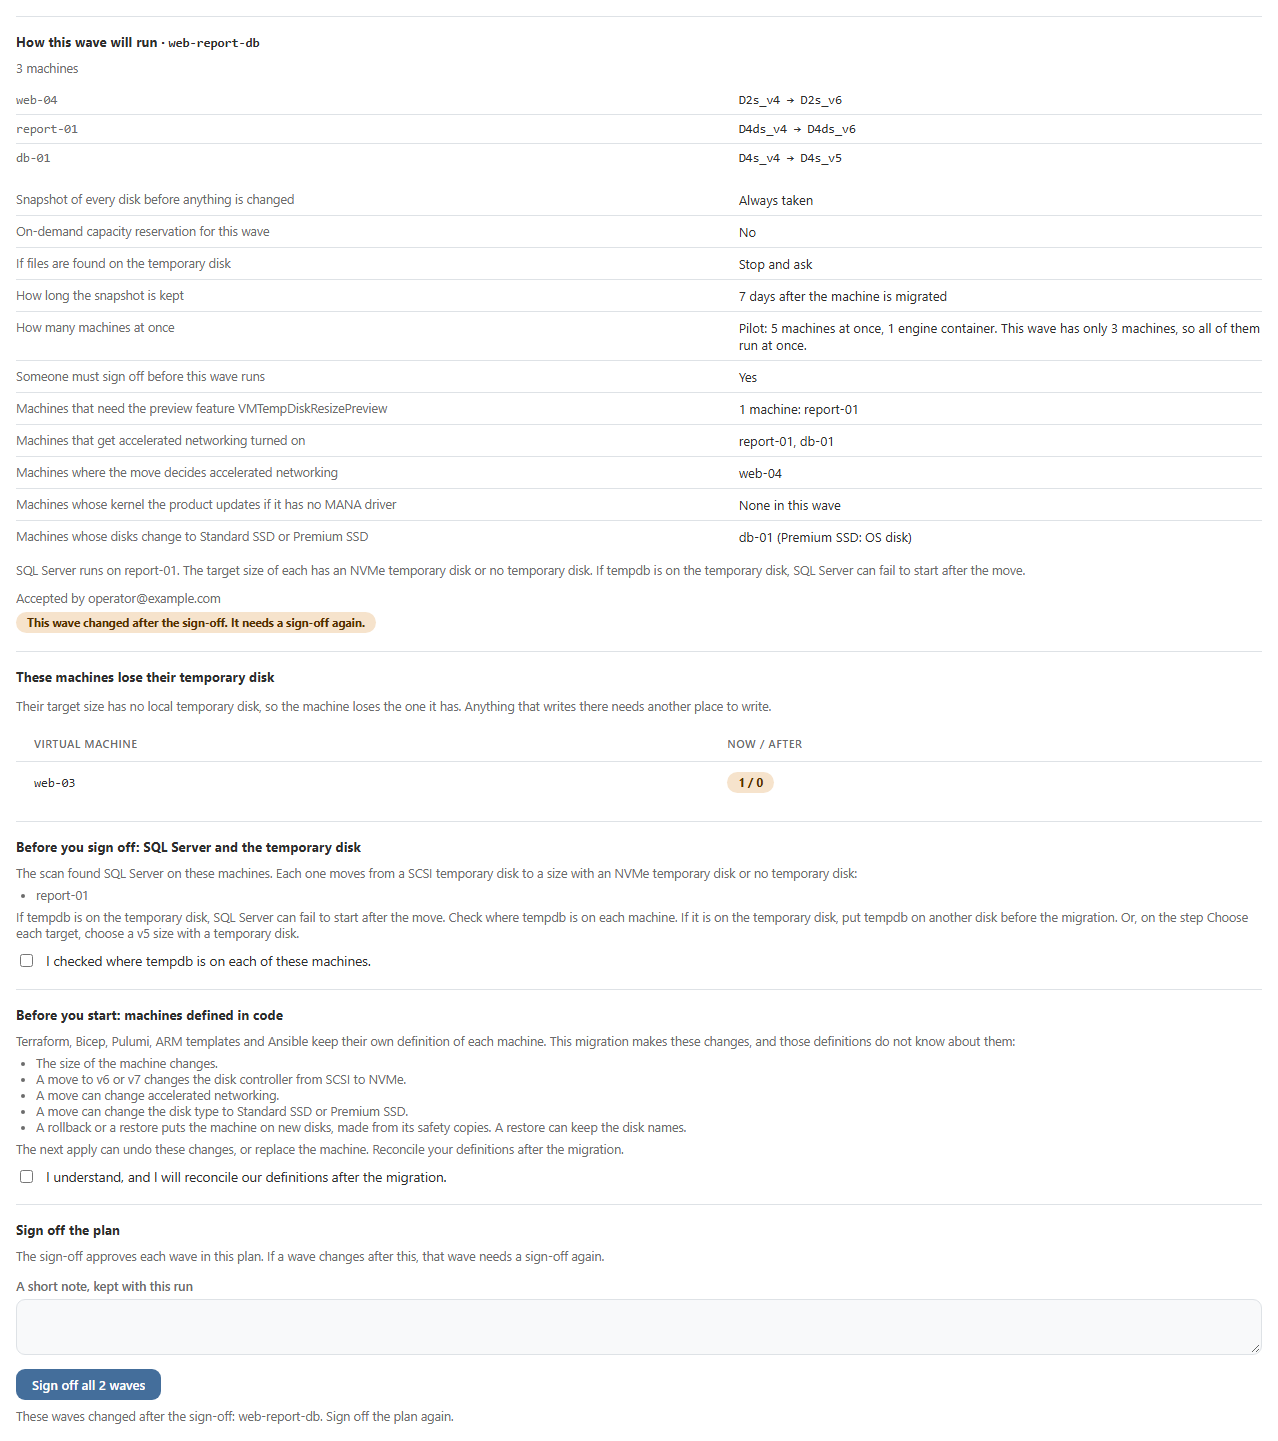 How this wave will run · web-report-db
3 machines
web-04 D2s_v4 → D2s_v6
report-01 D4ds_v4 → D4ds_v6
db-01 D4s_v4 → D4s_v5
Snapshot of every disk before anything is changed Always taken
On-demand capacity reservation for this wave No
If files are found on the temporary disk Stop and ask
How long the snapshot is kept 7 days after the machine is migrated
How many machines at once Pilot: 5 machines at once, 1 engine container. This wave has only 3 machines, so all of them
run at once.
Someone must sign off before this wave runs Yes
Machines that need the preview feature VMTempDiskResizePreview 1 machine: report-01
Machines that get accelerated networking turned on report-01, db-01
Machines where the move decides accelerated networking web-04
Machines whose kernel the product updates if it has no MANA driver None in this wave
Machines whose disks change to Standard SSD or Premium SSD db-01 (Premium SSD: OS disk)
SQL Server runs on report-01. The target size of each has an NVMe temporary disk or no temporary disk. If tempdb is on the temporary disk, SQL Server can fail to start after the move.
Accepted by operator@example.com
This wave changed after the sign-off. It needs a sign-off again.
These machines lose their temporary disk
Their target size has no local temporary disk, so the machine loses the one it has. Anything that writes there needs another place to write.
VIRTUAL MACHINE NOW / AFTER
web-03 1 / 0
Before you sign off: SQL Server and the temporary disk
The scan found SQL Server on these machines. Each one moves from a SCSI temporary disk to a size with an NVMe temporary disk or no temporary disk:
• report-01
If tempdb is on the temporary disk, SQL Server can fail to start after the move. Check where tempdb is on each machine. If it is on the temporary disk, put tempdb on another disk before the migration. Or, on the step Choose
each target, choose a v5 size with a temporary disk.
I checked where tempdb is on each of these machines.
Before you start: machines defined in code
Terraform, Bicep, Pulumi, ARM templates and Ansible keep their own definition of each machine. This migration makes these changes, and those definitions do not know about them:
• The size of the machine changes.
• A move to v6 or v7 changes the disk controller from SCSI to NVMe.
• A move can change accelerated networking.
• A move can change the disk type to Standard SSD or Premium SSD.
• A rollback or a restore puts the machine on new disks, made from its safety copies. A restore can keep the disk names.
The next apply can undo these changes, or replace the machine. Reconcile your definitions after the migration.
I understand, and I will reconcile our definitions after the migration.
Sign off the plan
The sign-off approves each wave in this plan. If a wave changes after this, that wave needs a sign-off again.
A short note, kept with this run
Sign off all 2 waves
These waves changed after the sign-off: web-report-db. Sign off the plan again.